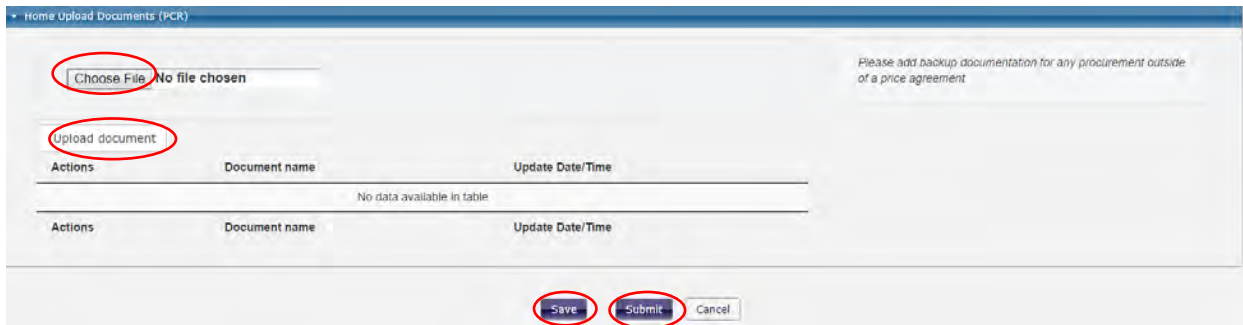 Home Upload Documents (PCR)
Choose File No file chosen
Please add backup documentation for any procurement outside
of a price agreement
Upload document
Actions Document name Update Date/Time
No data available in table
Actions Document name Update Date/Time
Save Submit Cancel